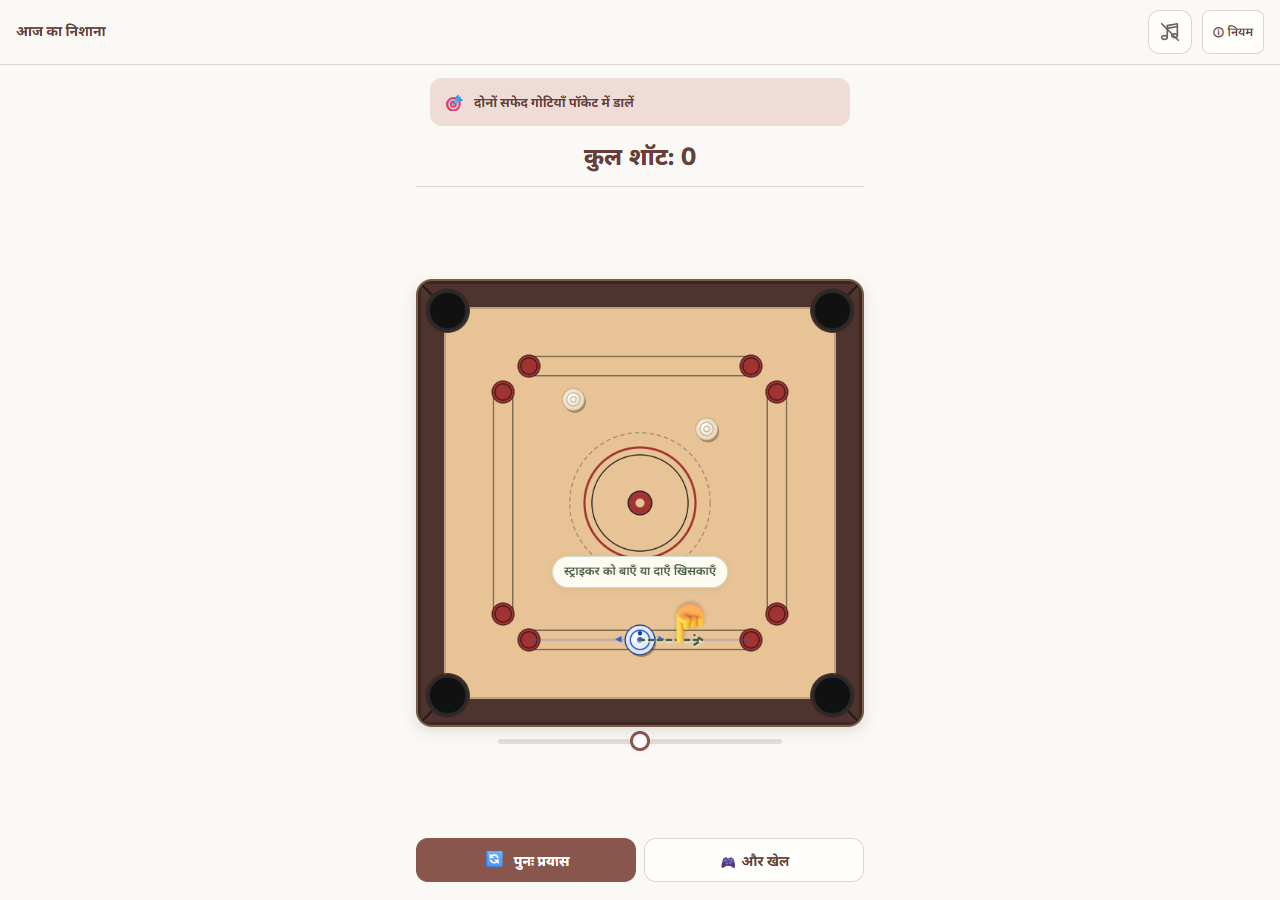 आज का निशाना
नियम
दोनों सफेद गोटियाँ पॉकेट में डालें
कुल शॉट: 0
स्ट्राइकर को बाएँ या दाएँ खिसकाएँ
पुनः प्रयास
और खेल